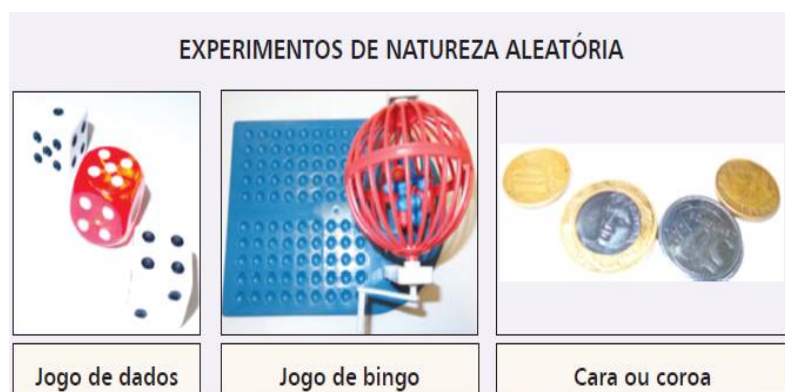 EXPERIMENTOS DE NATUREZA ALEATÓRIA
Jogo de dados
Jogo de bingo
Cara ou coroa